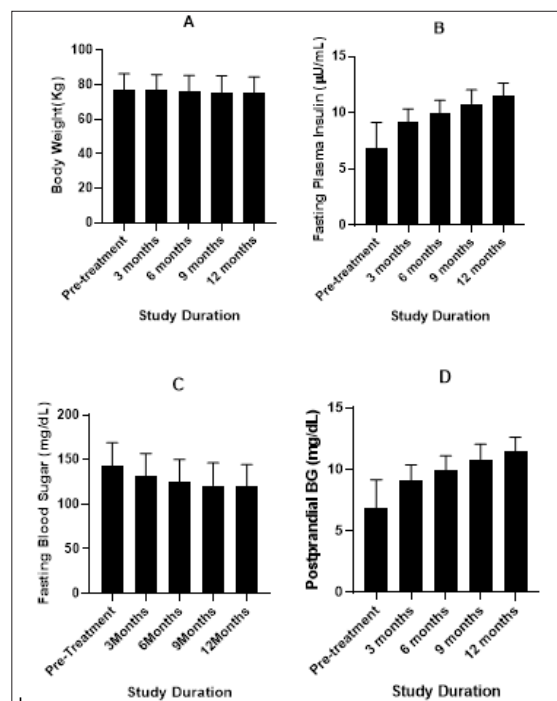 A
Body Weight(Kg)
100
80
60
40
20
0
Pre-treatment
3 months
6 months
9 months
12 months
Study Duration
B
Fasting Plasma Insulin (µU/mL)
15
10
5
0
Pre-treatment
3 months
6 months
9 months
12 months
Study Duration
C
Fasting Blood Sugar (mg/dL)
200
150
100
50
0
Pre-Treatment
3Months
6Months
9Months
12Months
Study Duration
D
Postprandial BG (mg/dL)
15
10
5
0
Pre-treatment
3 months
6 months
9 months
12 months
Study Duration